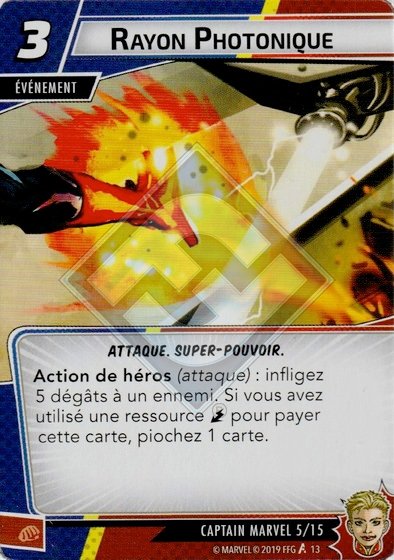 3
RAYON PHOTONIQUE
ÉVÉNEMENT
ATTAQUE. SUPER-POUVOIR.
Action de héros (attaque) : infligez
5 dégâts à un ennemi. Si vous avez
utilisé une ressource pour payer
cette carte, piochez 1 carte.
CAPTAIN MARVEL 5/15
© MARVEL © 2019 FFG 13